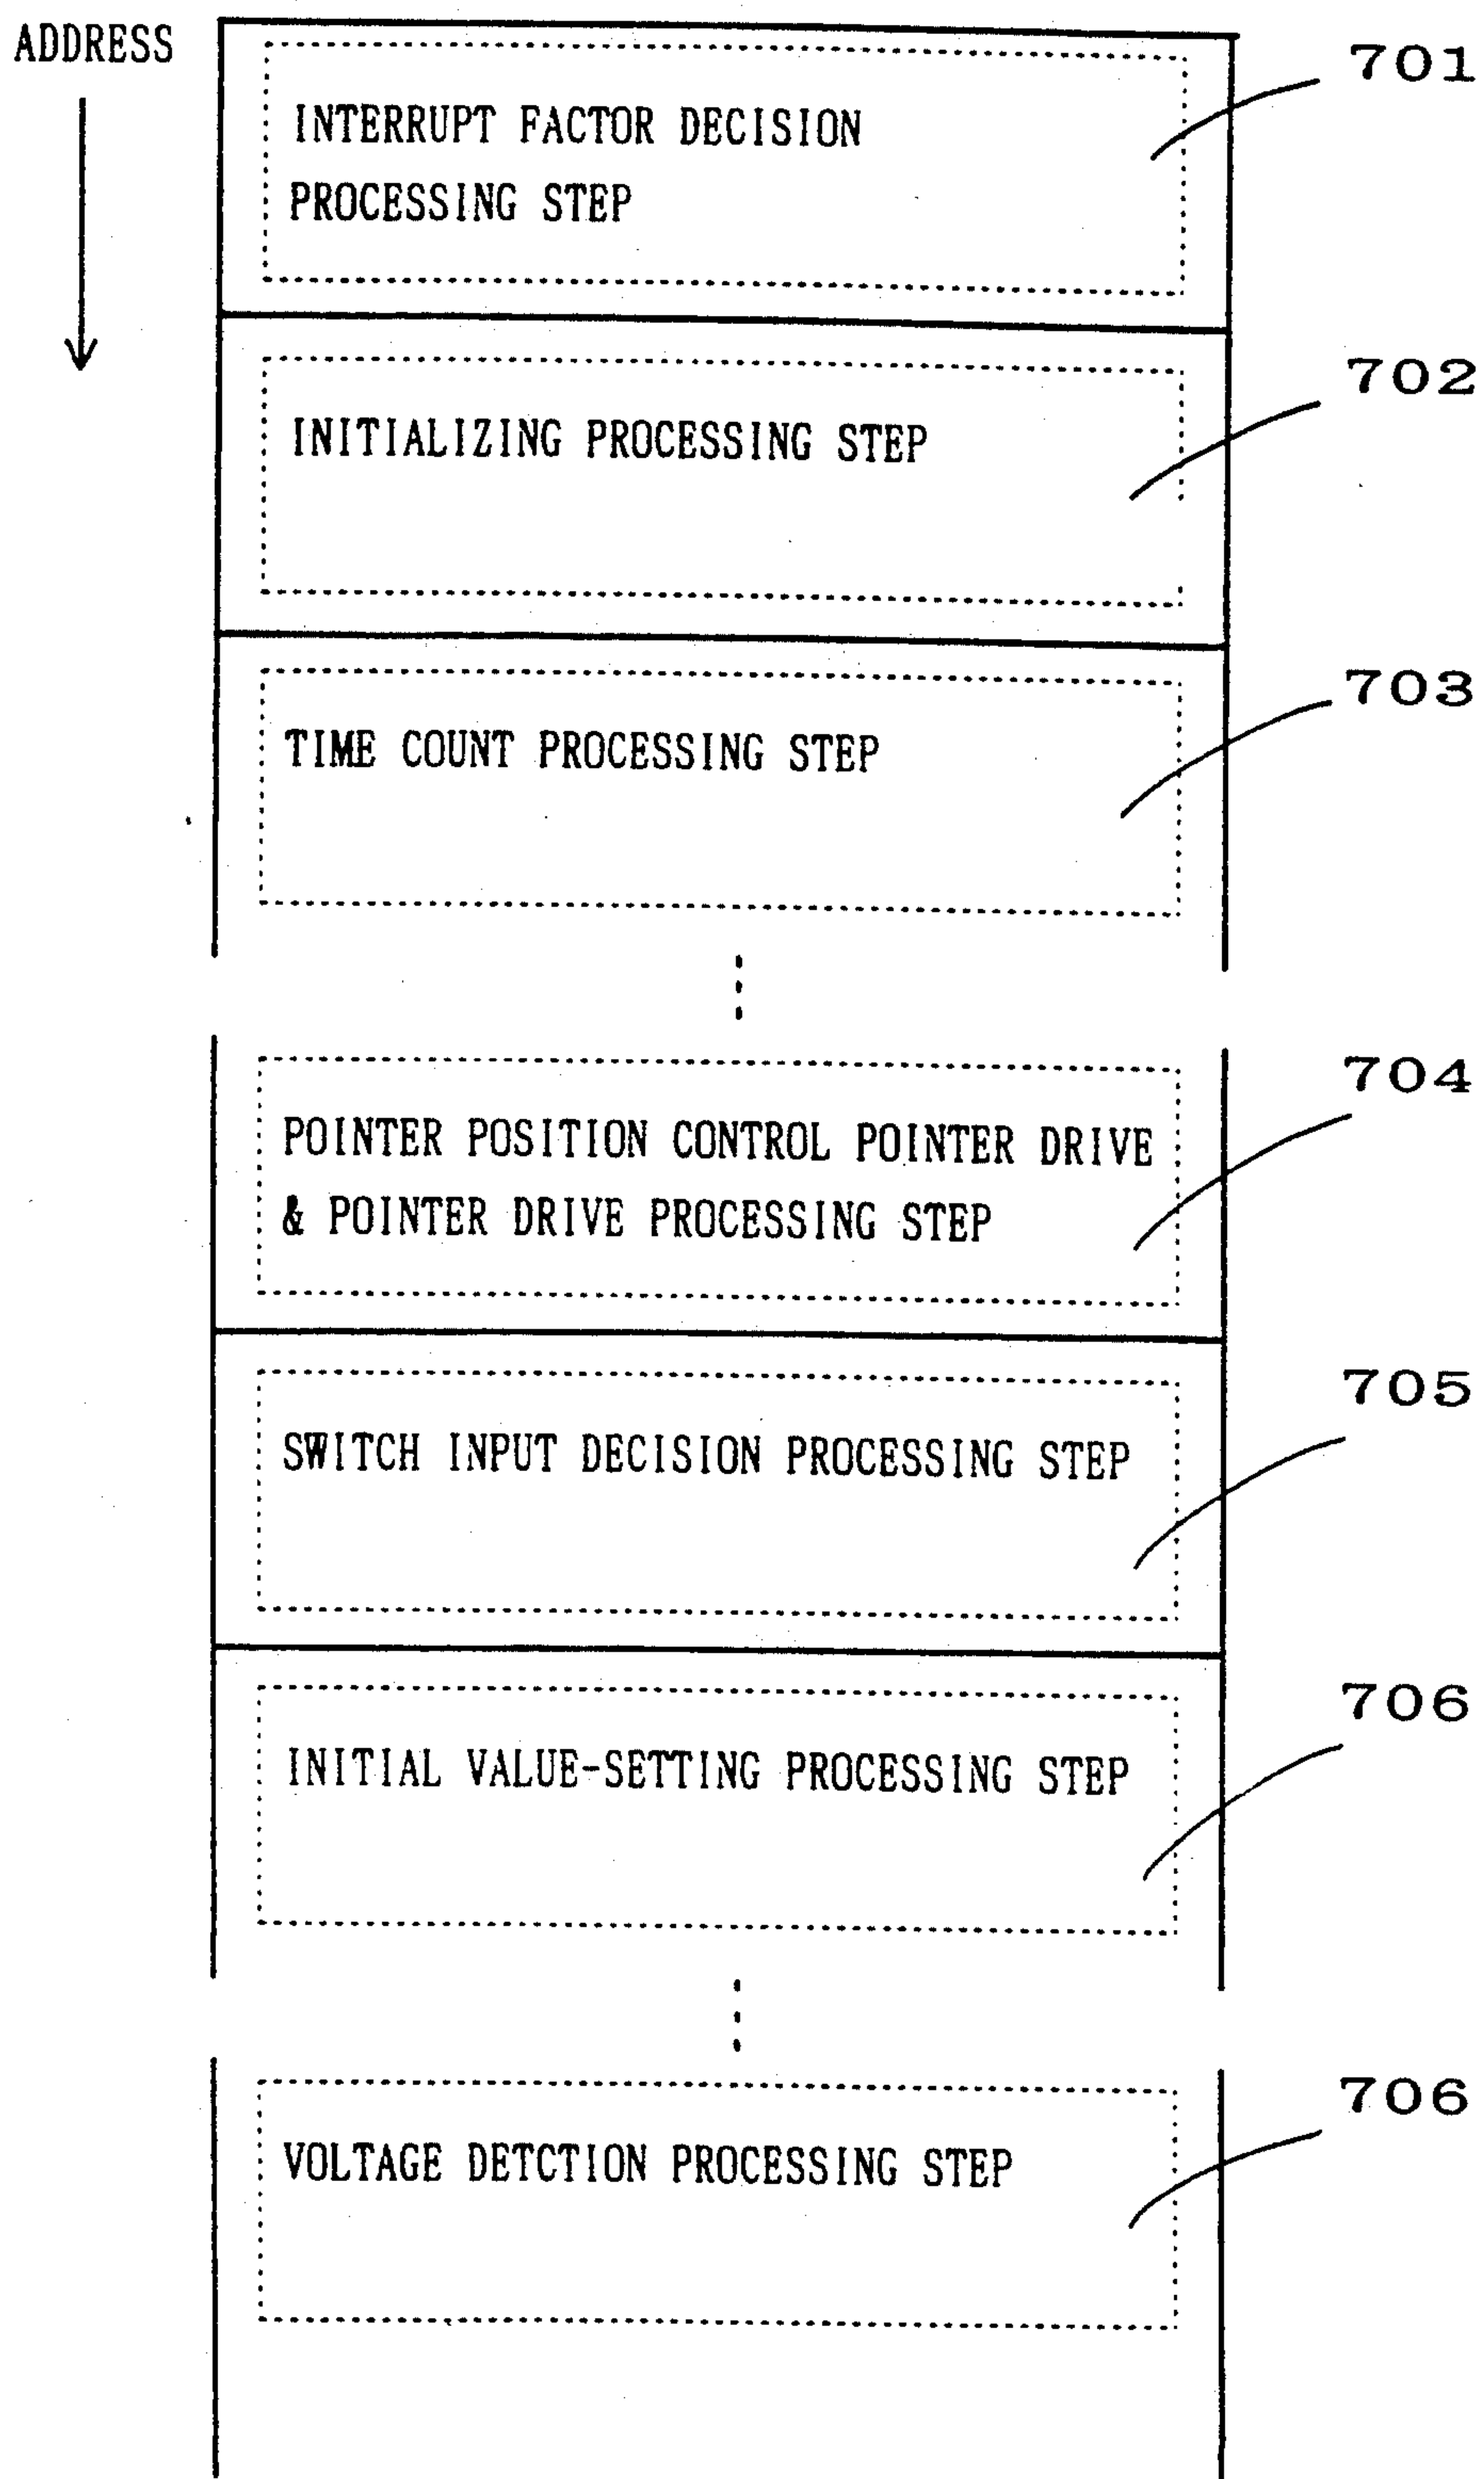 ADDRESS
701
INTERRUPT FACTOR DECISION
PROCESSING STEP
702
INITIALIZING PROCESSING STEP
703
TIME COUNT PROCESSING STEP
704
POINTER POSITION CONTROL POINTER DRIVE
& POINTER DRIVE PROCESSING STEP
705
SWITCH INPUT DECISION PROCESSING STEP
706
INITIAL VALUE-SETTING PROCESSING STEP
706
VOLTAGE DETCTION PROCESSING STEP